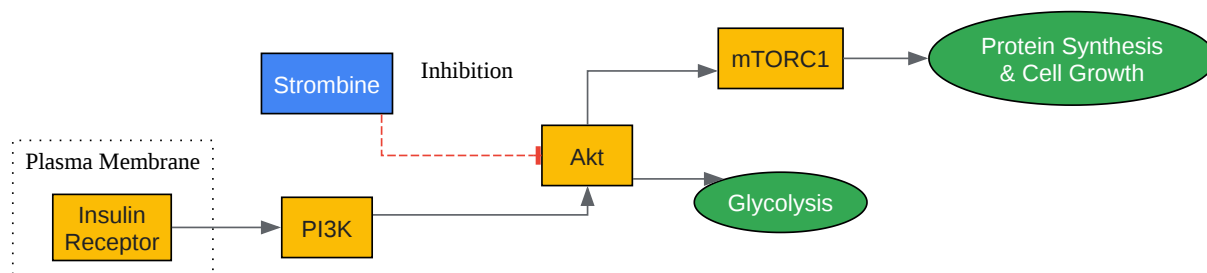 mTORC1
Protein Synthesis
& Cell Growth
Strombine
Inhibition
Akt
Plasma Membrane
Insulin
Receptor
PI3K
Glycolysis